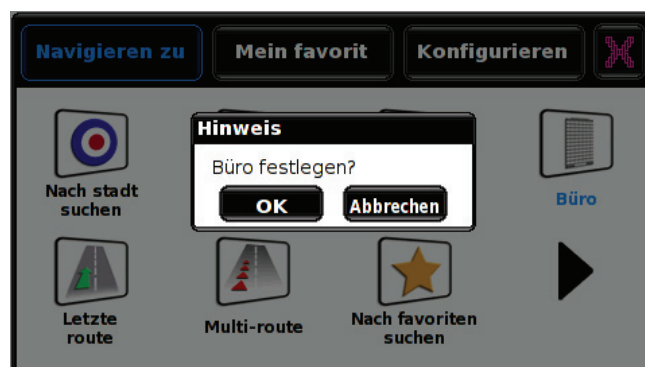 Navigieren zu
Mein favorit
Konfigurieren
Hinweis
Büro festlegen?
OK
Abbrechen
Nach stadt
suchen
Büro
Letzte
route
Multi-route
Nach favoriten
suchen